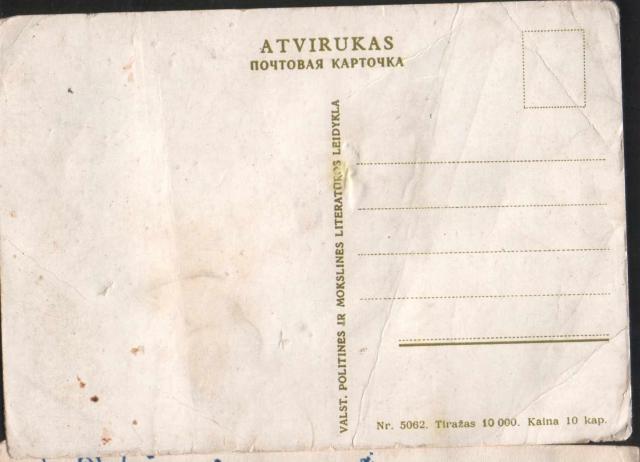 ATVIRUKAS
ПОЧТОВАЯ КАРТОЧКА
VALST. POLITINĖS IR MOKSLINĖS LITERATŪROS LEIDYKLA
Nr. 5062. Tiražas 10 000. Kaina 10 kap.